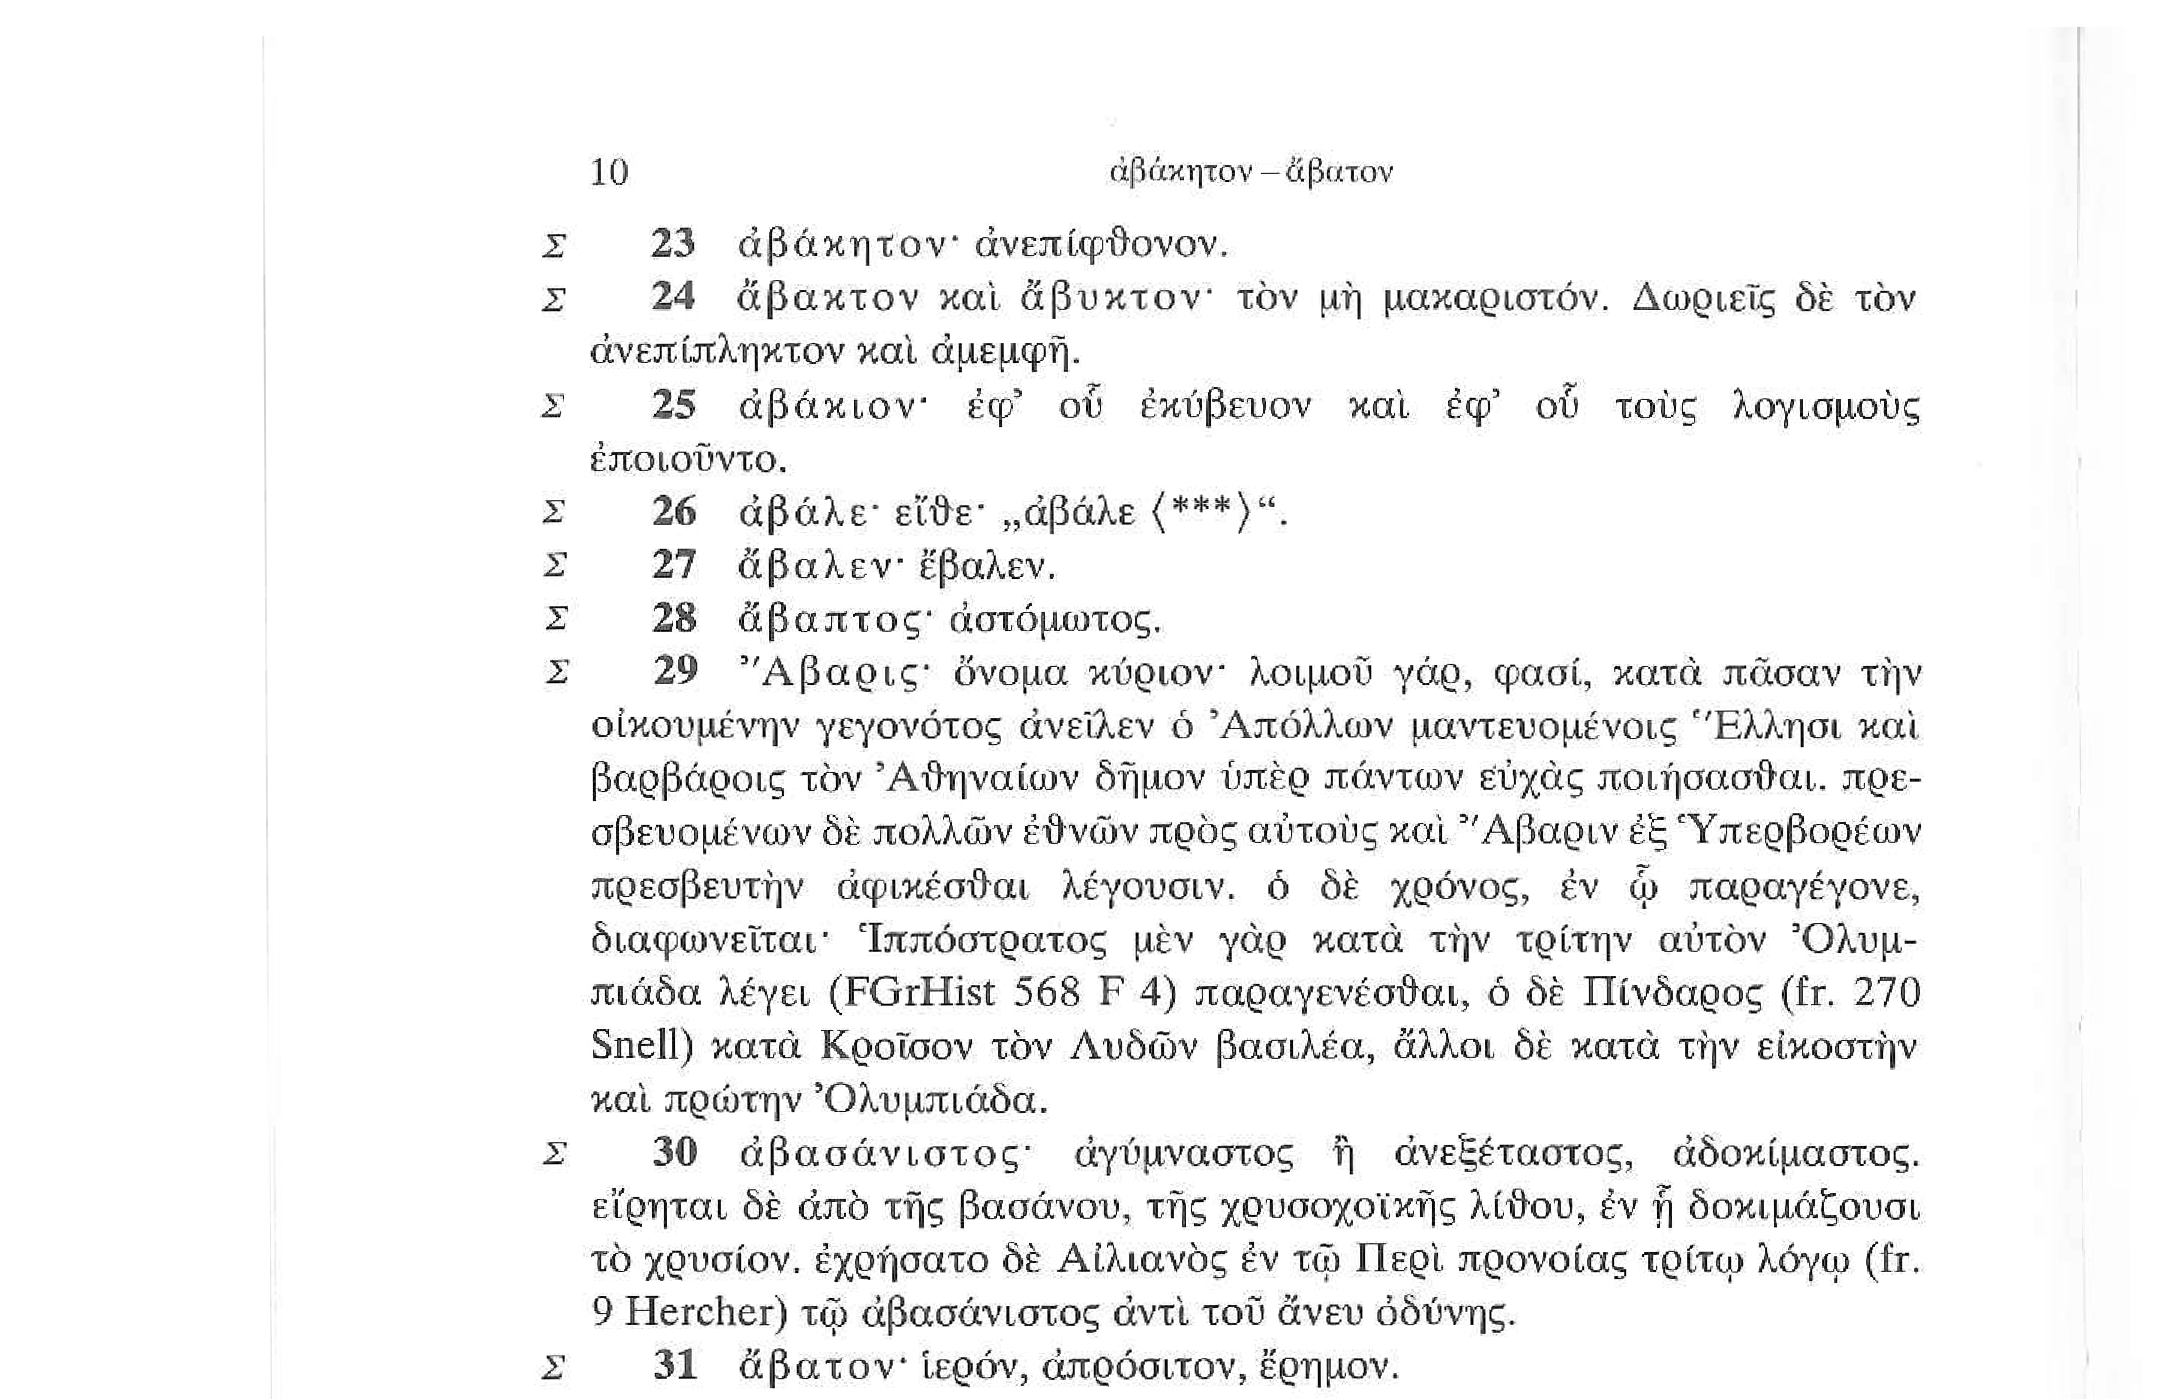 10 ἀβάκητον – ἄβατον
Σ 23 ἀβάκητον· ἀνεπίφθονον.
Σ 24 ἄβακτον καὶ ἄβυκτον· τὸν μὴ μακαριστόν. Δωριεῖς δὲ τὸν
ἀνεπίπληκτον καὶ ἀμεμφῆ.
Σ 25 ἀβάκιον· ἐφ’ οὗ ἐκύβευον καὶ ἐφ’ οὗ τοὺς λογισμοὺς
ἐποιοῦντο.
Σ 26 ἀβάλε· εἴθε· „ἀβάλε ⟨***⟩“.
Σ 27 ἄβαλεν· ἔβαλεν.
Σ 28 ἄβαπτος· ἀστόμωτος.
Σ 29 Ἄβαρις· ὄνομα κύριον· λοιμοῦ γάρ, φασί, κατὰ πᾶσαν τὴν
οἰκουμένην γεγονότος ἀνεῖλεν ὁ Ἀπόλλων μαντευομένοις Ἕλλησι καὶ
βαρβάροις τὸν Ἀθηναίων δῆμον ὑπὲρ πάντων εὐχὰς ποιήσασθαι. πρε-
σβευομένων δὲ πολλῶν ἐθνῶν πρὸς αὐτοὺς καὶ Ἄβαριν ἐξ Ὑπερβορέων
πρεσβευτὴν ἀφικέσθαι λέγουσιν. ὁ δὲ χρόνος, ἐν ᾧ παραγέγονε,
διαφωνεῖται· Ἱππόστρατος μὲν γὰρ κατὰ τὴν τρίτην αὐτὸν Ὀλυμ-
πιάδα λέγει (FGrHist 568 F 4) παραγενέσθαι, ὁ δὲ Πίνδαρος (fr. 270
Snell) κατὰ Κροῖσον τὸν Λυδῶν βασιλέα, ἄλλοι δὲ κατὰ τὴν εἰκοστὴν
καὶ πρώτην Ὀλυμπιάδα.
Σ 30 ἀβασάνιστος· ἀγύμναστος ἢ ἀνεξέταστος, ἀδοκίμαστος.
εἴρηται δὲ ἀπὸ τῆς βασάνου, τῆς χρυσοχοϊκῆς λίθου, ἐν ᾗ δοκιμάζουσι
τὸ χρυσίον. ἐχρήσατο δὲ Αἰλιανὸς ἐν τῷ Περὶ προνοίας τρίτῳ λόγῳ (fr.
9 Hercher) τῷ ἀβασάνιστος ἀντὶ τοῦ ἄνευ ὀδύνης.
Σ 31 ἄβατον· ἱερόν, ἀπρόσιτον, ἔρημον.